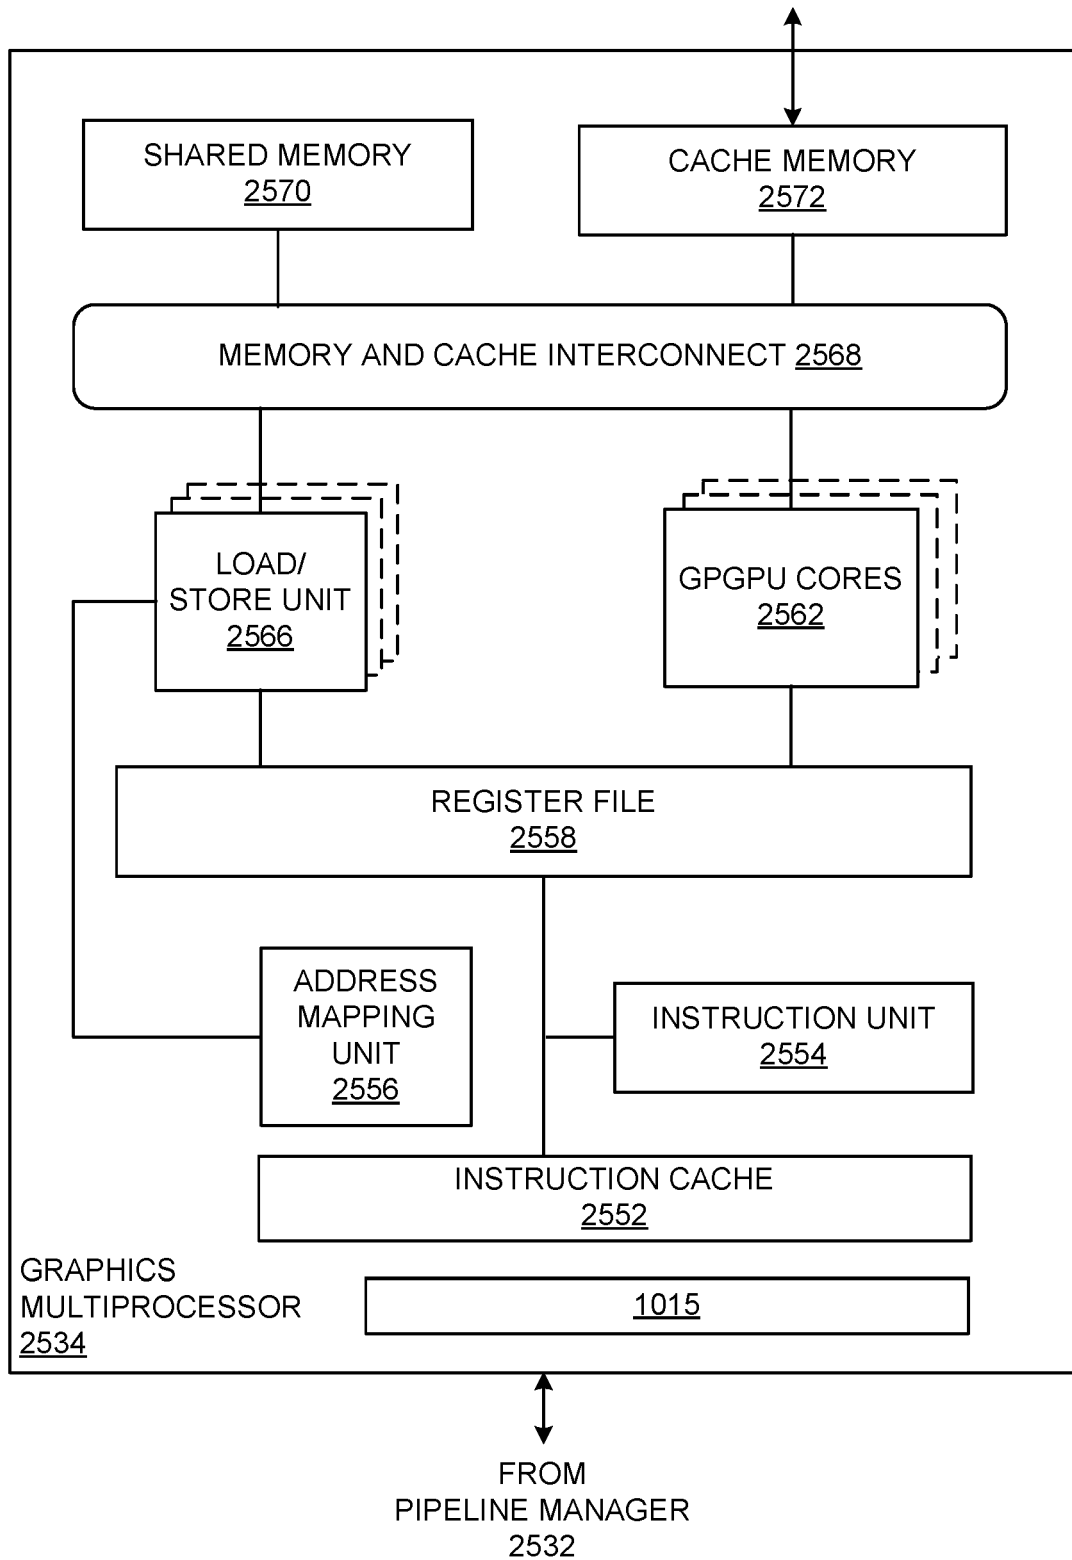 SHARED MEMORY
2570
CACHE MEMORY
2572
MEMORY AND CACHE INTERCONNECT 2568
LOAD/
STORE UNIT
2566
GPGPU CORES
2562
REGISTER FILE
2558
ADDRESS
MAPPING
UNIT
2556
INSTRUCTION UNIT
2554
INSTRUCTION CACHE
2552
GRAPHICS
MULTIPROCESSOR
2534
1015
FROM
PIPELINE MANAGER
2532